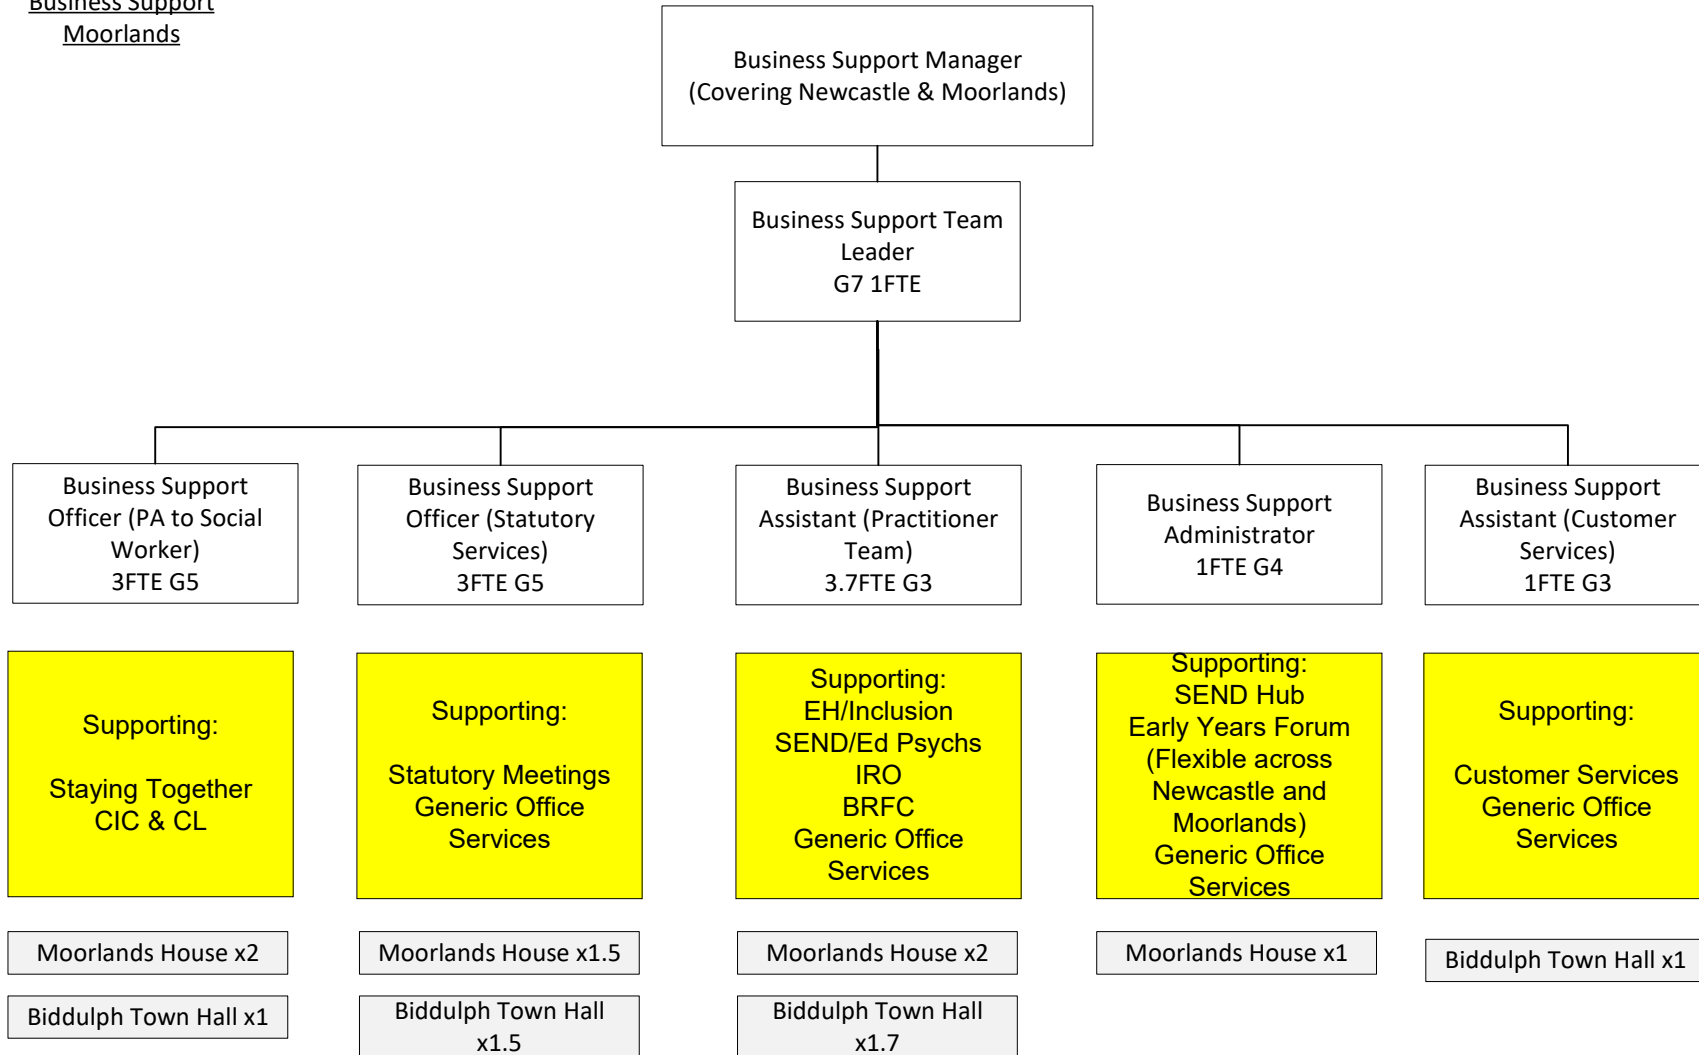 Business Support
Moorlands
Business Support Manager
(Covering Newcastle & Moorlands)
Business Support Team
Leader
G7 1FTE
Business Support
Officer (PA to Social
Worker)
3FTE G5
Business Support
Officer (Statutory
Services)
3FTE G5
Business Support
Assistant (Practitioner
Team)
3.7FTE G3
Business Support
Administrator
1FTE G4
Business Support
Assistant (Customer
Services)
1FTE G3
Supporting:
Staying Together
CIC & CL
Supporting:
Statutory Meetings
Generic Office
Services
Supporting:
EH/Inclusion
SEND/Ed Psychs
IRO
BRFC
Generic Office
Services
Supporting:
SEND Hub
Early Years Forum
(Flexible across
Newcastle and
Moorlands)
Generic Office
Services
Supporting:
Customer Services
Generic Office
Services
Moorlands House x2
Moorlands House x1.5
Moorlands House x2
Moorlands House x1
Biddulph Town Hall x1
Biddulph Town Hall x1
Biddulph Town Hall
x1.5
Biddulph Town Hall
x1.7